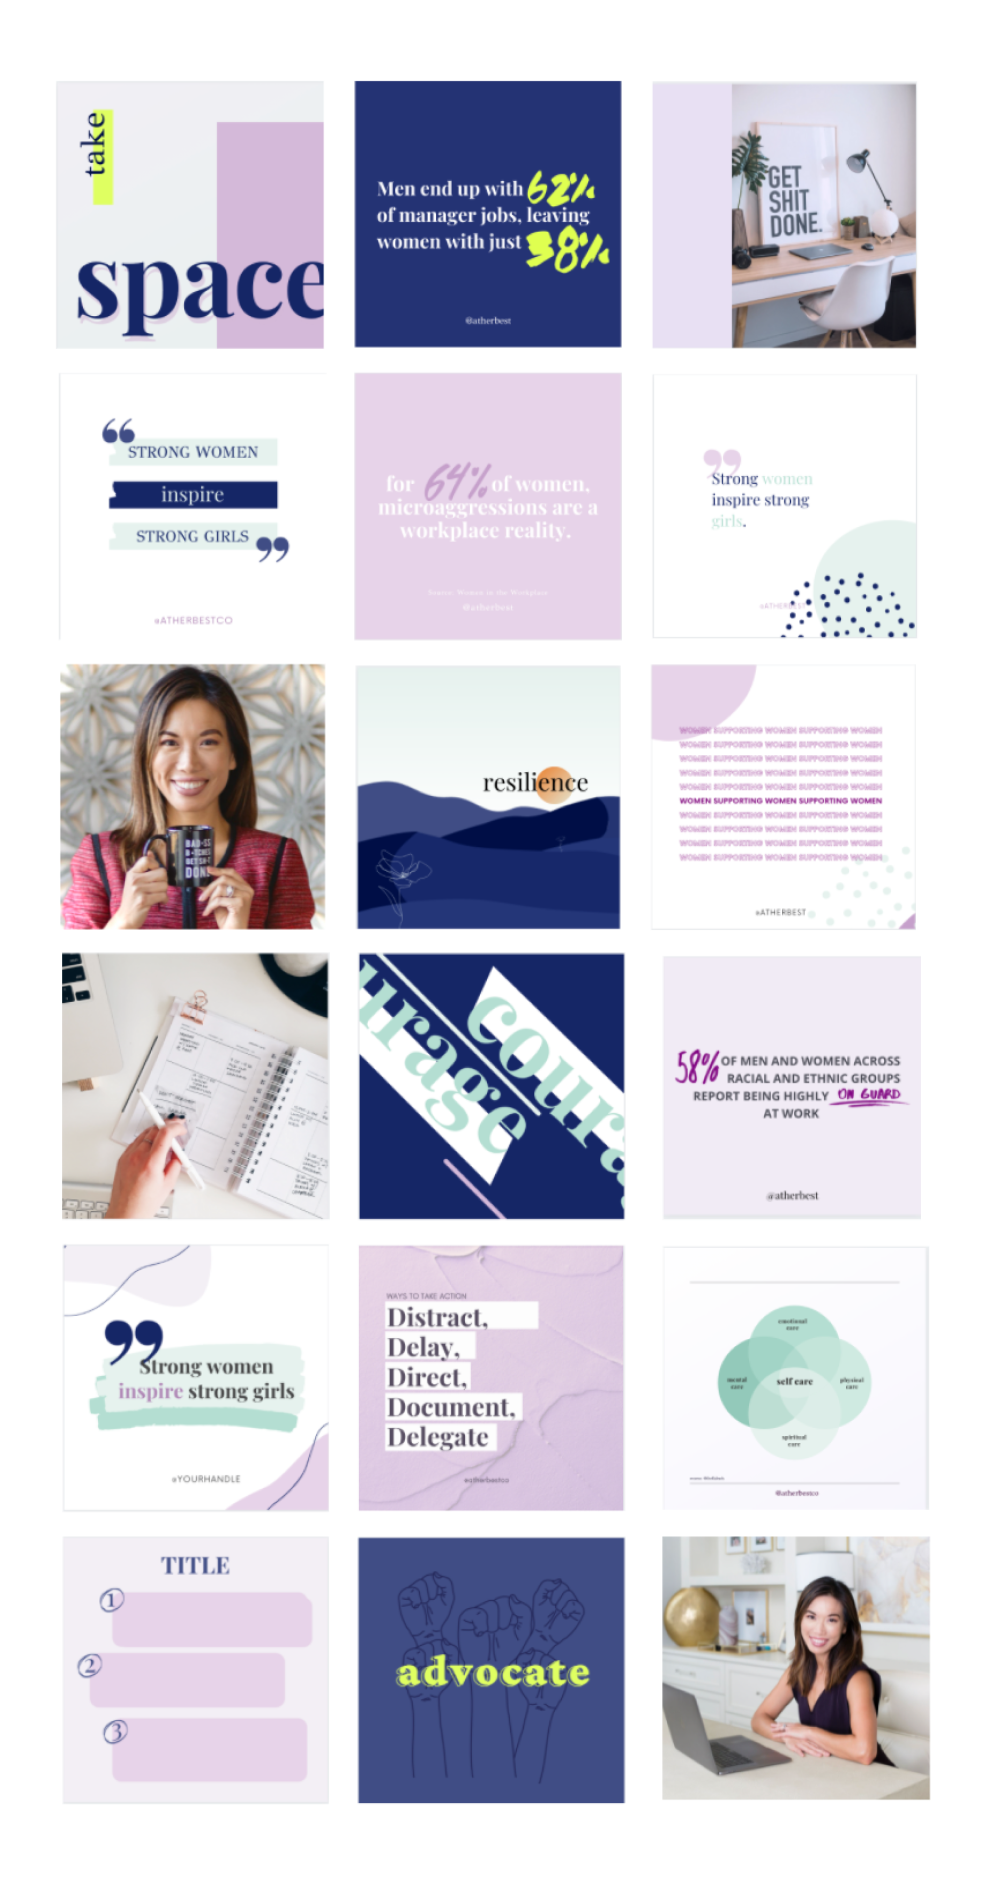 take
space
Men end up with 62%
of manager jobs, leaving
women with just 38%
@atherbest
GET
SHIT
DONE.
“
STRONG WOMEN
inspire
STRONG GIRLS
”
@ATHERBESTCO
for 64% of women,
microaggressions are a
workplace reality.
Source: Women in the Workplace
@atherbest
”
Strong women
inspire strong
girls.
@ATHERBEST
BAD*SS
B*TCHES
GET SH*T
DONE
resilience
WOMEN SUPPORTING WOMEN SUPPORTING WOMEN
WOMEN SUPPORTING WOMEN SUPPORTING WOMEN
WOMEN SUPPORTING WOMEN SUPPORTING WOMEN
WOMEN SUPPORTING WOMEN SUPPORTING WOMEN
WOMEN SUPPORTING WOMEN SUPPORTING WOMEN
WOMEN SUPPORTING WOMEN SUPPORTING WOMEN
WOMEN SUPPORTING WOMEN SUPPORTING WOMEN
WOMEN SUPPORTING WOMEN SUPPORTING WOMEN
WOMEN SUPPORTING WOMEN SUPPORTING WOMEN
WOMEN SUPPORTING WOMEN SUPPORTING WOMEN
@ATHERBEST
urage
coura
58% OF MEN AND WOMEN ACROSS
RACIAL AND ETHNIC GROUPS
REPORT BEING HIGHLY ON GUARD
AT WORK
@atherbest
”
Strong women
inspire strong girls
@YOURHANDLE
WAYS TO TAKE ACTION
Distract,
Delay,
Direct,
Document,
Delegate
@atherbestco
emotional
care
mental
care
self care
physical
care
spiritual
care
@atherbestco
TITLE
1
2
3
advocate